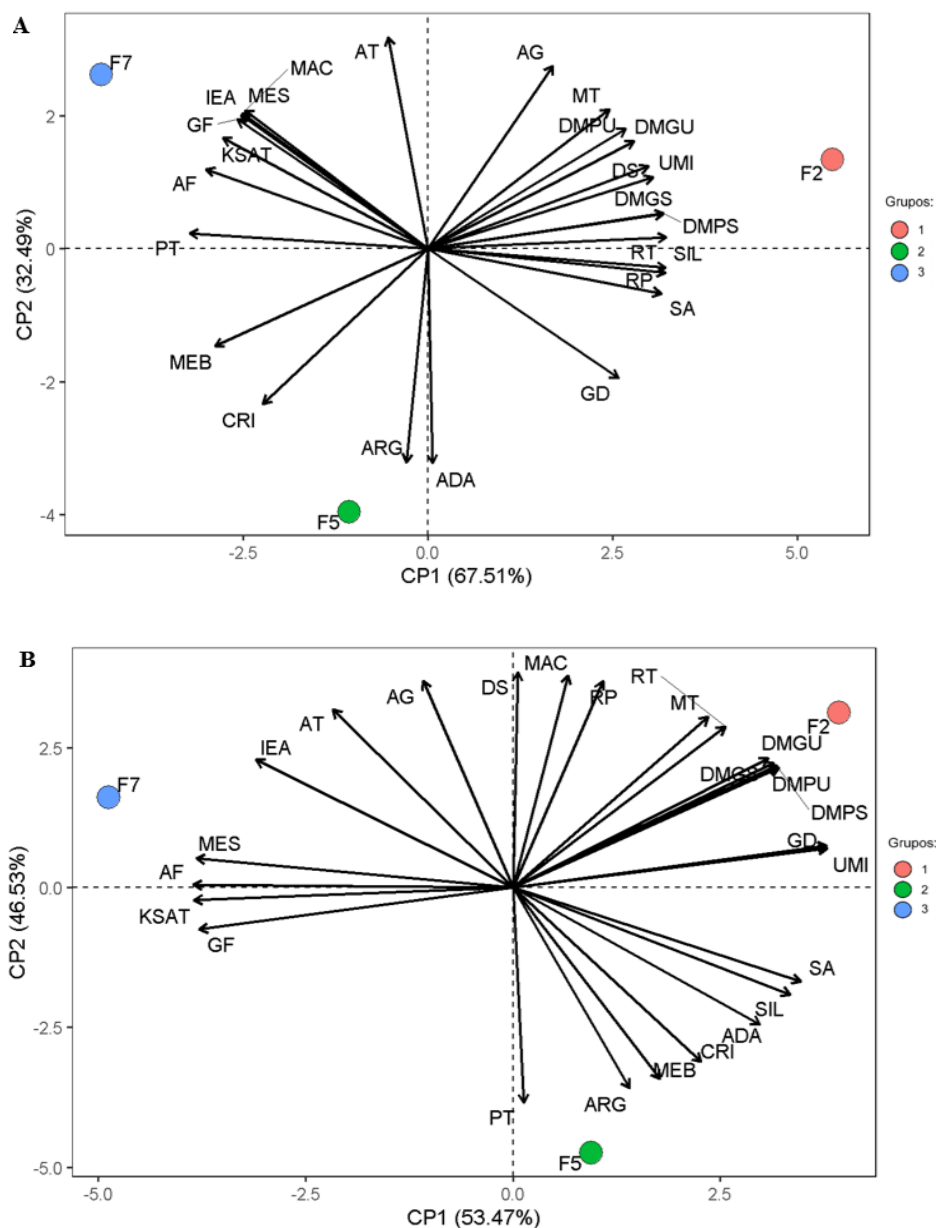 A
F7
MAC
AT
AG
IEA
MES
GF
MT
DMPU
DMGU
KSAT
AF
DS
UMI
F2
DMGS
DMPS
PT
RT
SIL
RP
SA
MEB
GD
CRI
ARG
ADA
F5
2
0
-2
-4
CP2 (32.49%)
-2.5
0.0
2.5
5.0
CP1 (67.51%)
Grupos:
1
2
3
B
MAC
RT
DS
RP
MT
AG
F2
AT
IEA
DMGU
DMGS
DMPU
DMPS
F7
MES
GD
UMI
AF
KSAT
GF
SA
SIL
ADA
CRI
MEB
ARG
PT
F5
2.5
0.0
-2.5
-5.0
CP2 (46.53%)
-5.0
-2.5
0.0
2.5
CP1 (53.47%)
Grupos:
1
2
3